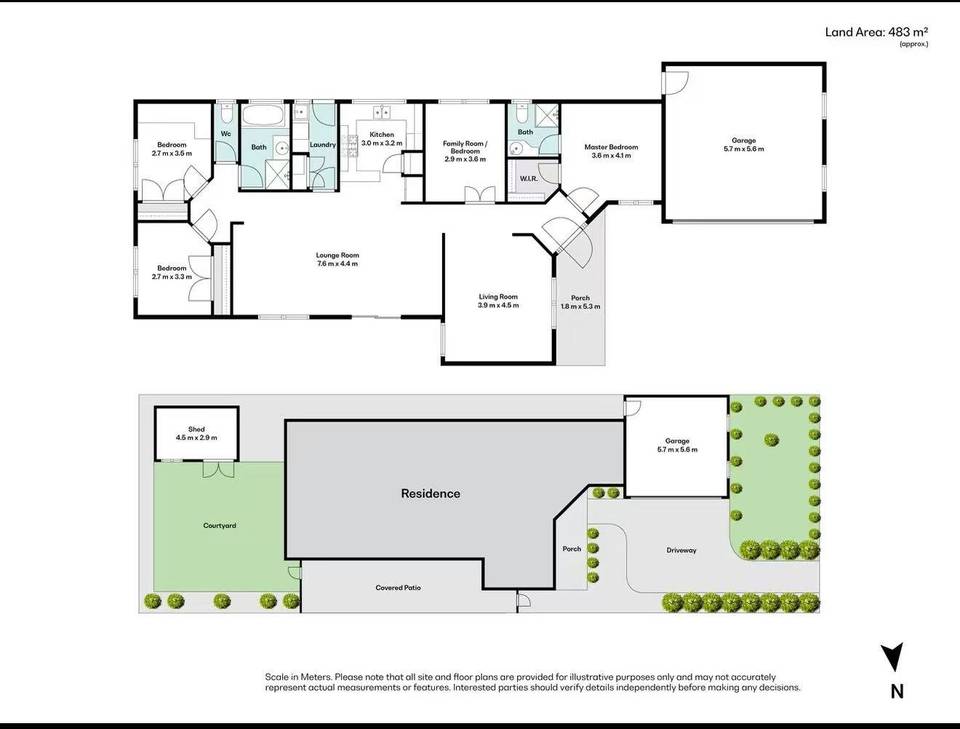 Land Area: 483 m²
(approx.)
Bedroom
2.7 m x 3.6 m
Wc
Bath
Laundry
Kitchen
3.0 m x 3.2 m
Family Room /
Bedroom
2.9 m x 3.6 m
Bath
W.I.R.
Master Bedroom
3.6 m x 4.1 m
Garage
5.7 m x 5.6 m
Bedroom
2.7 m x 3.3 m
Lounge Room
7.6 m x 4.4 m
Living Room
3.9 m x 4.5 m
Porch
1.8 m x 5.3 m
Shed
4.5 m x 2.9 m
Garage
5.7 m x 5.6 m
Residence
Courtyard
Porch
Driveway
Covered Patio
N
Scale in Meters. Please note that all site and floor plans are provided for illustrative purposes only and may not accurately
represent actual measurements or features. Interested parties should verify details independently before making any decisions.